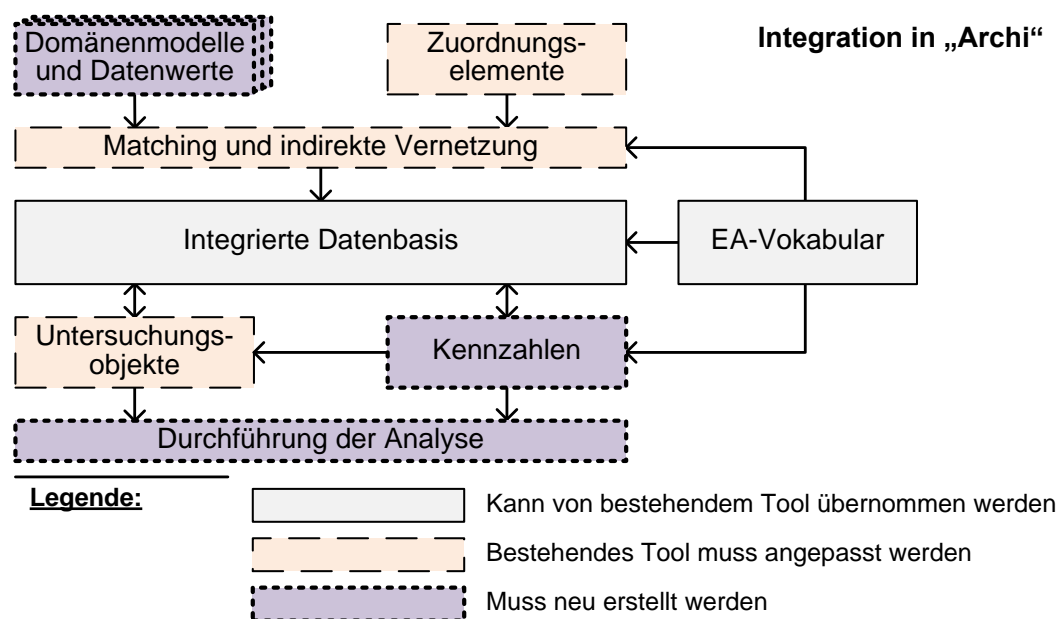 Domänenmodelle
und Datenwerte
Zuordnungs-
elemente
Integration in „Archi“
Matching und indirekte Vernetzung
Integrierte Datenbasis
EA-Vokabular
Untersuchungs-
objekte
Kennzahlen
Durchführung der Analyse
Legende:
Kann von bestehendem Tool übernommen werden
Bestehendes Tool muss angepasst werden
Muss neu erstellt werden